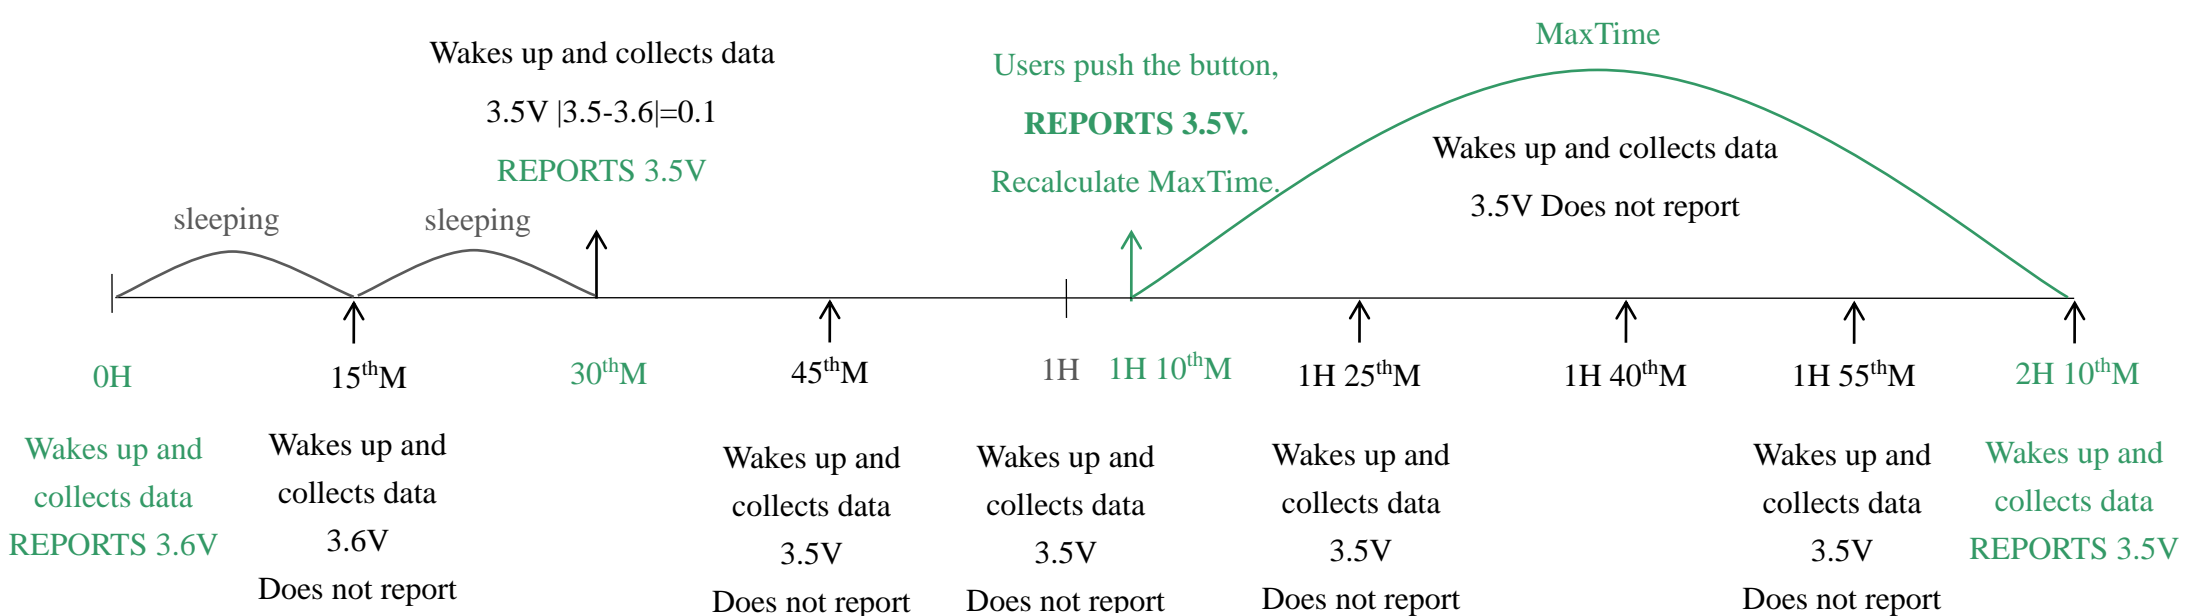 MaxTime
Wakes up and collects data
3.5V |3.5-3.6|=0.1
REPORTS 3.5V
Users push the button,
REPORTS 3.5V.
Recalculate MaxTime.
Wakes up and collects data
3.5V Does not report
sleeping
sleeping
0H
15thM
30thM
45thM
1H
1H 10thM
1H 25thM
1H 40thM
1H 55thM
2H 10thM
Wakes up and
collects data
REPORTS 3.6V
Wakes up and
collects data
3.6V
Does not report
Wakes up and
collects data
3.5V
Does not report
Wakes up and
collects data
3.5V
Does not report
Wakes up and
collects data
3.5V
Does not report
Wakes up and
collects data
3.5V
Does not report
Wakes up and
collects data
REPORTS 3.5V